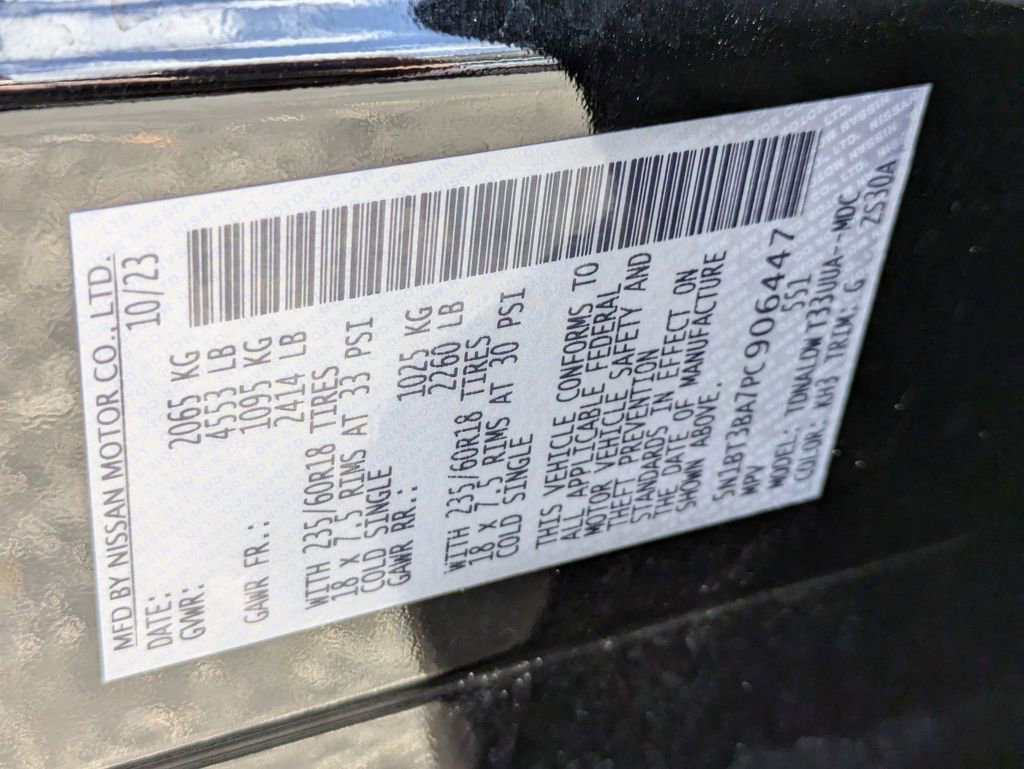 MFD BY NISSAN MOTOR CO., LTD.
DATE: 10/23
GVWR: 2065 KG
4553 LB
GAWR FR.: 1095 KG
2414 LB
WITH 235/60R18 TIRES
18 X 7.5 RIMS AT 33 PSI
COLD SINGLE
GAWR RR.: 1025 KG
2260 LB
WITH 235/60R18 TIRES
18 X 7.5 RIMS AT 30 PSI
COLD SINGLE
THIS VEHICLE CONFORMS TO
ALL APPLICABLE FEDERAL
MOTOR VEHICLE SAFETY AND
THEFT PREVENTION
STANDARDS IN EFFECT ON
THE DATE OF MANUFACTURE
SHOWN ABOVE.
5N1BT3BA7PC906447
MPV 551
MODEL: TDNALDWT33UUA--MDC
COLOR: KH3 TRIM: G ZS30A